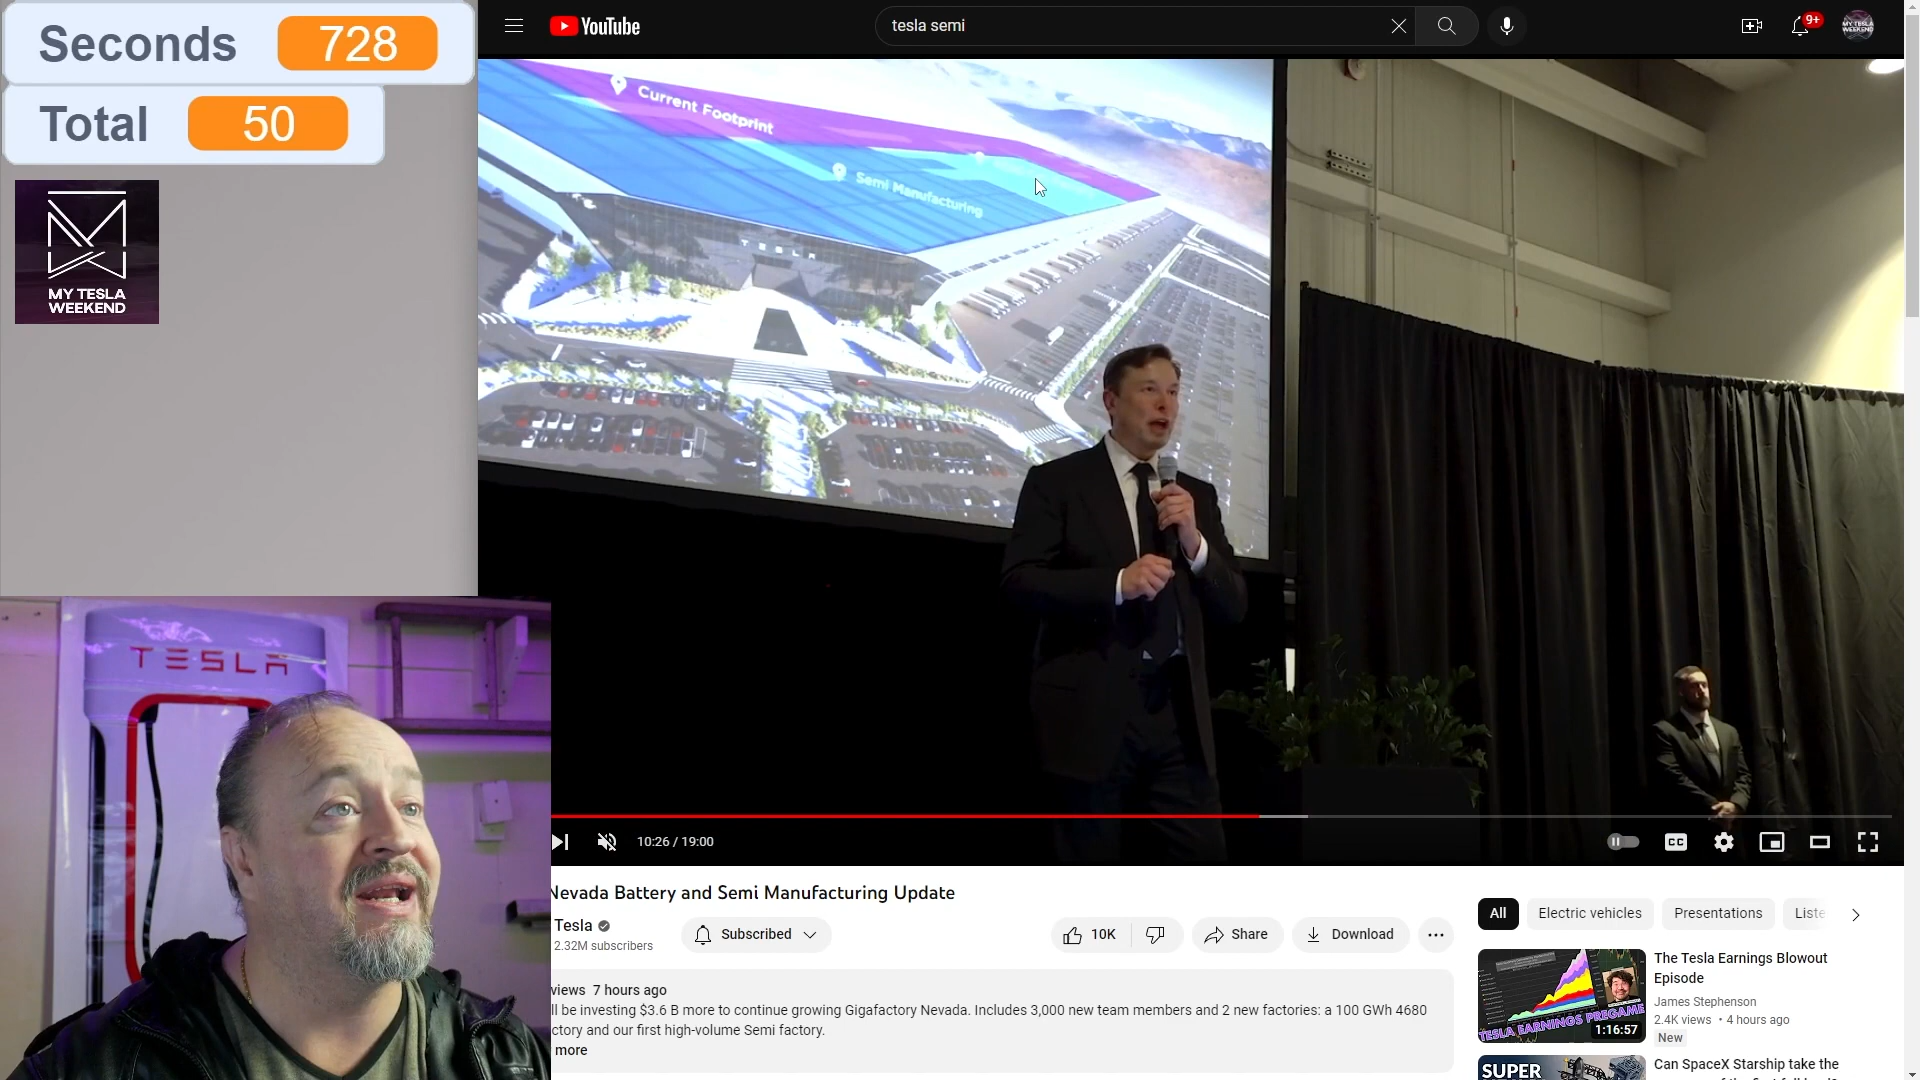 Seconds 728
Total 50
MY TESLA
WEEKEND
TESLA
YouTube
tesla semi
9+
Current Footprint
Semi Manufacturing
TESLA
10:26 / 19:00
CC
Nevada Battery and Semi Manufacturing Update
Tesla
2.32M subscribers
Subscribed
10K
Share
Download
views 7 hours ago
ll be investing $3.6 B more to continue growing Gigafactory Nevada. Includes 3,000 new team members and 2 new factories: a 100 GWh 4680
ctory and our first high-volume Semi factory.
more
All
Electric vehicles
Presentations
Liste
TESLA EARNINGS PREGAME
1:16:57
The Tesla Earnings Blowout
Episode
James Stephenson
2.4K views • 4 hours ago
New
SUPER
Can SpaceX Starship take the